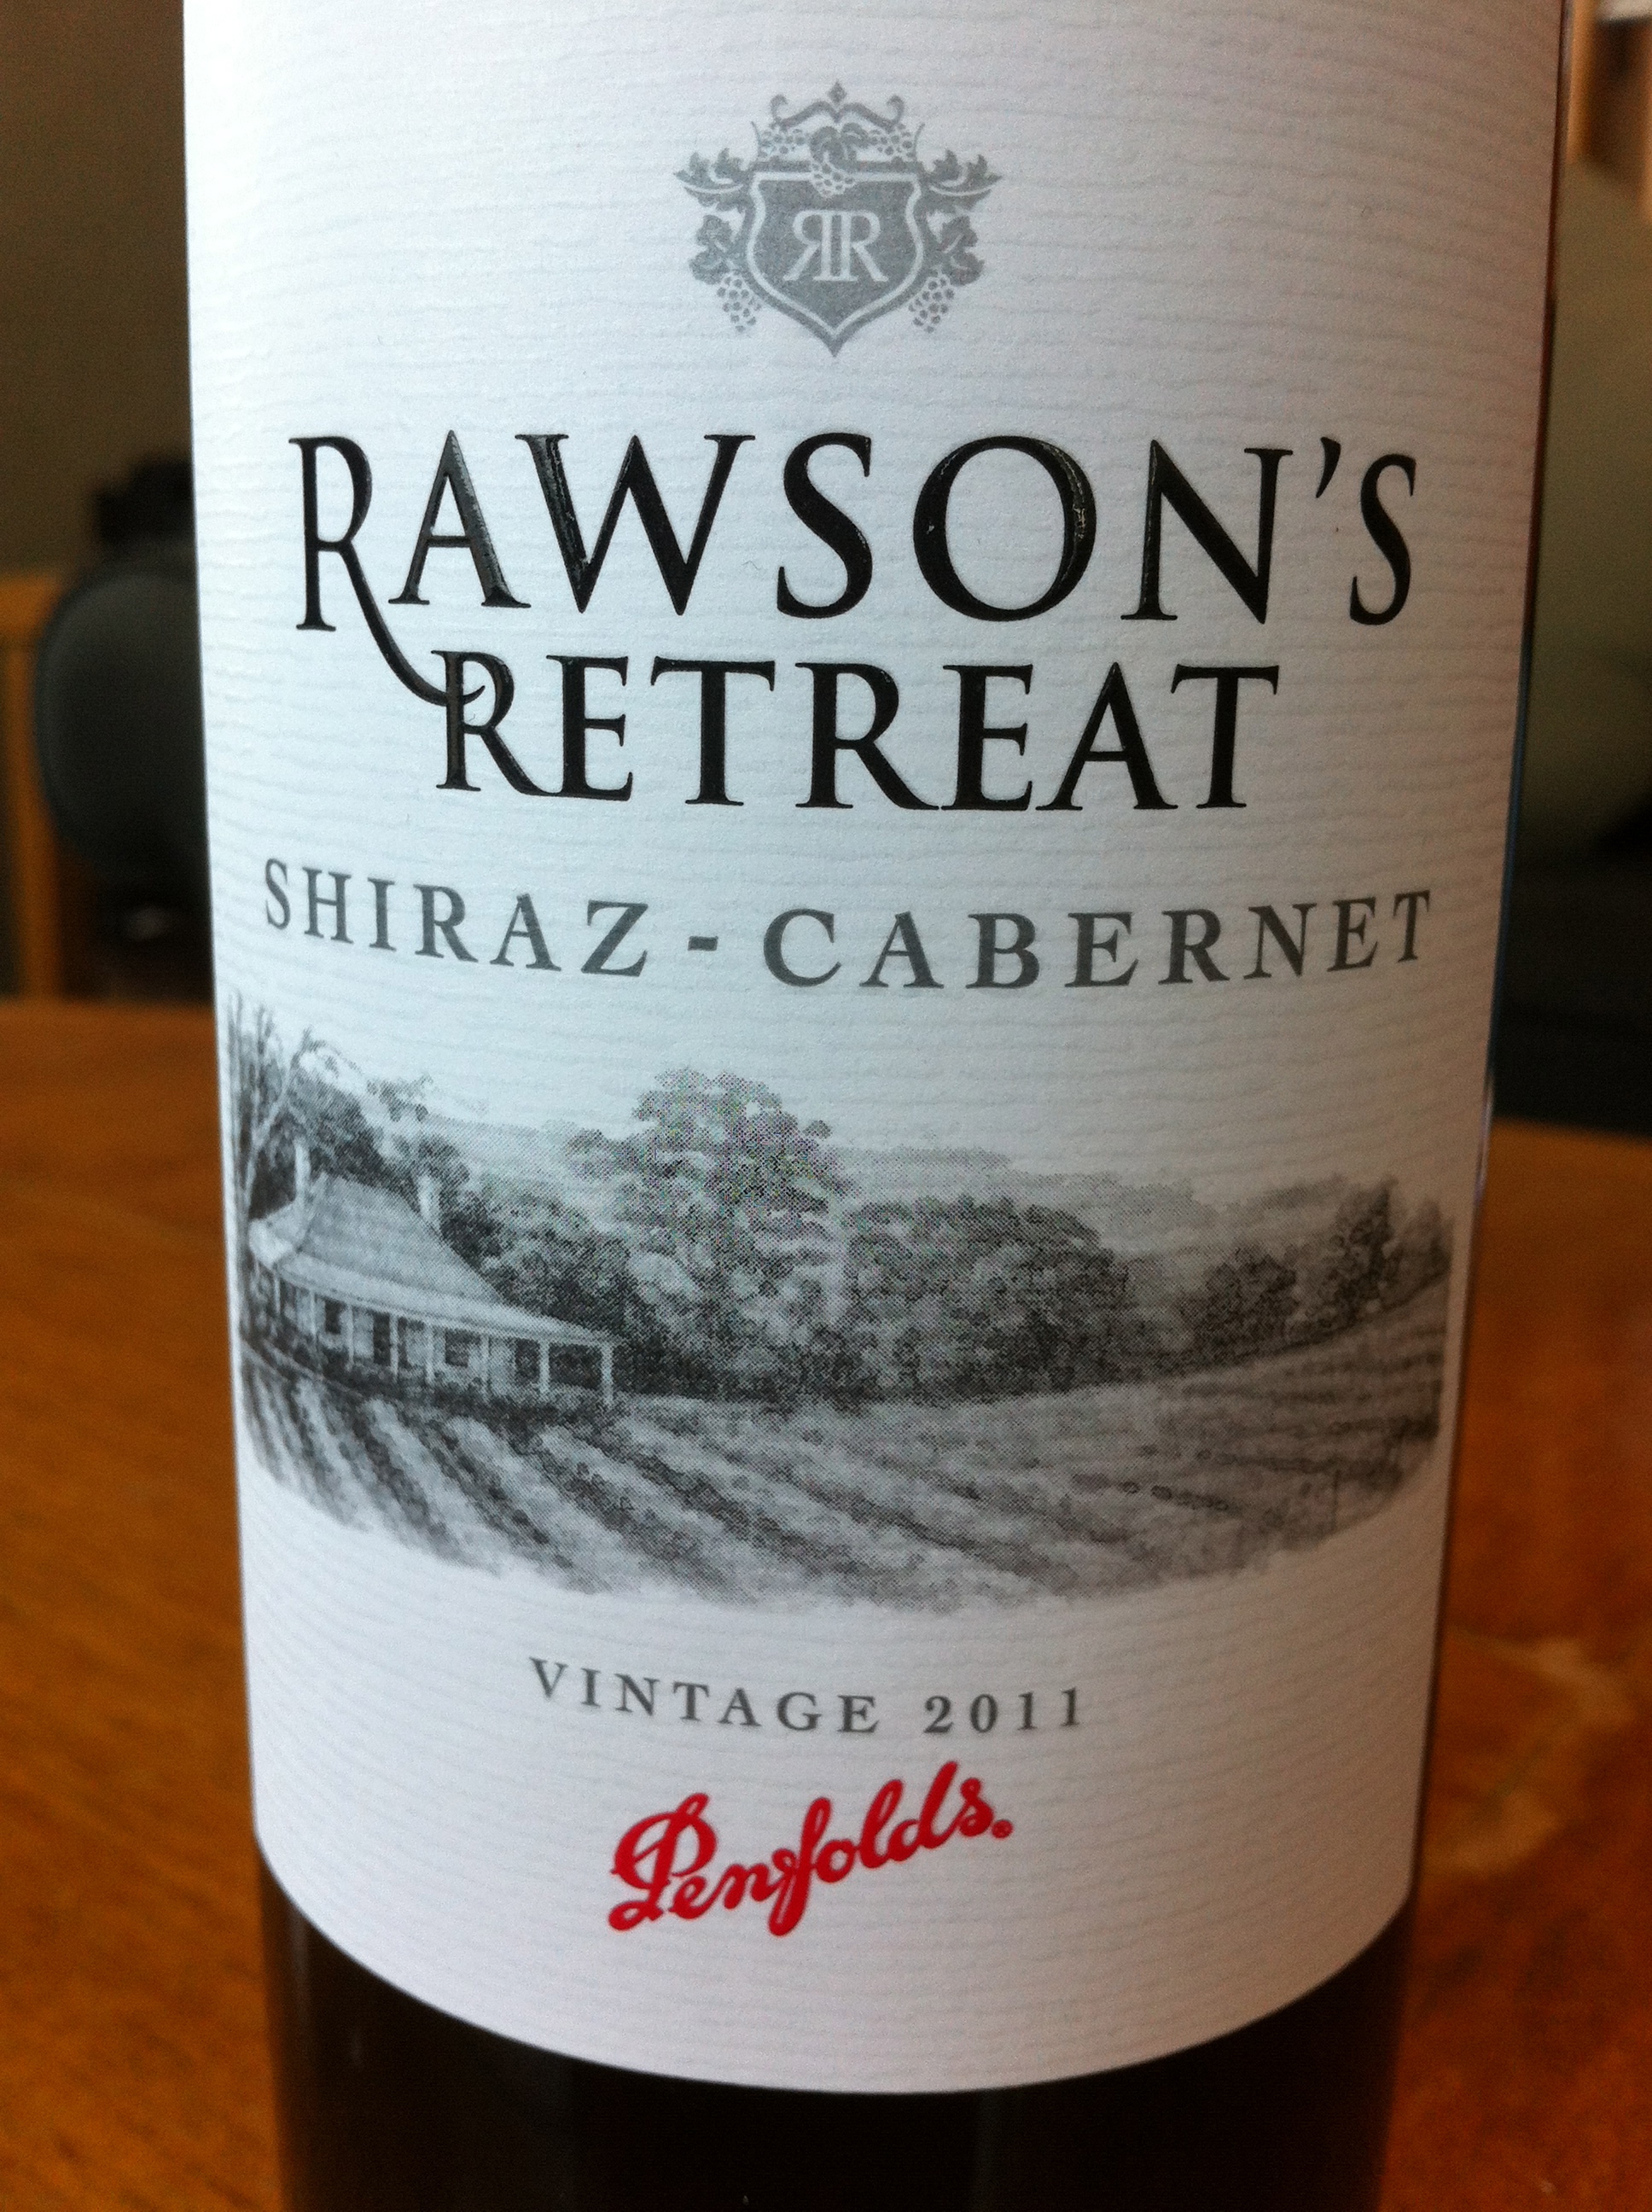 RR
RAWSON'S
RETREAT
SHIRAZ - CABERNET
VINTAGE 2011
Penfolds®